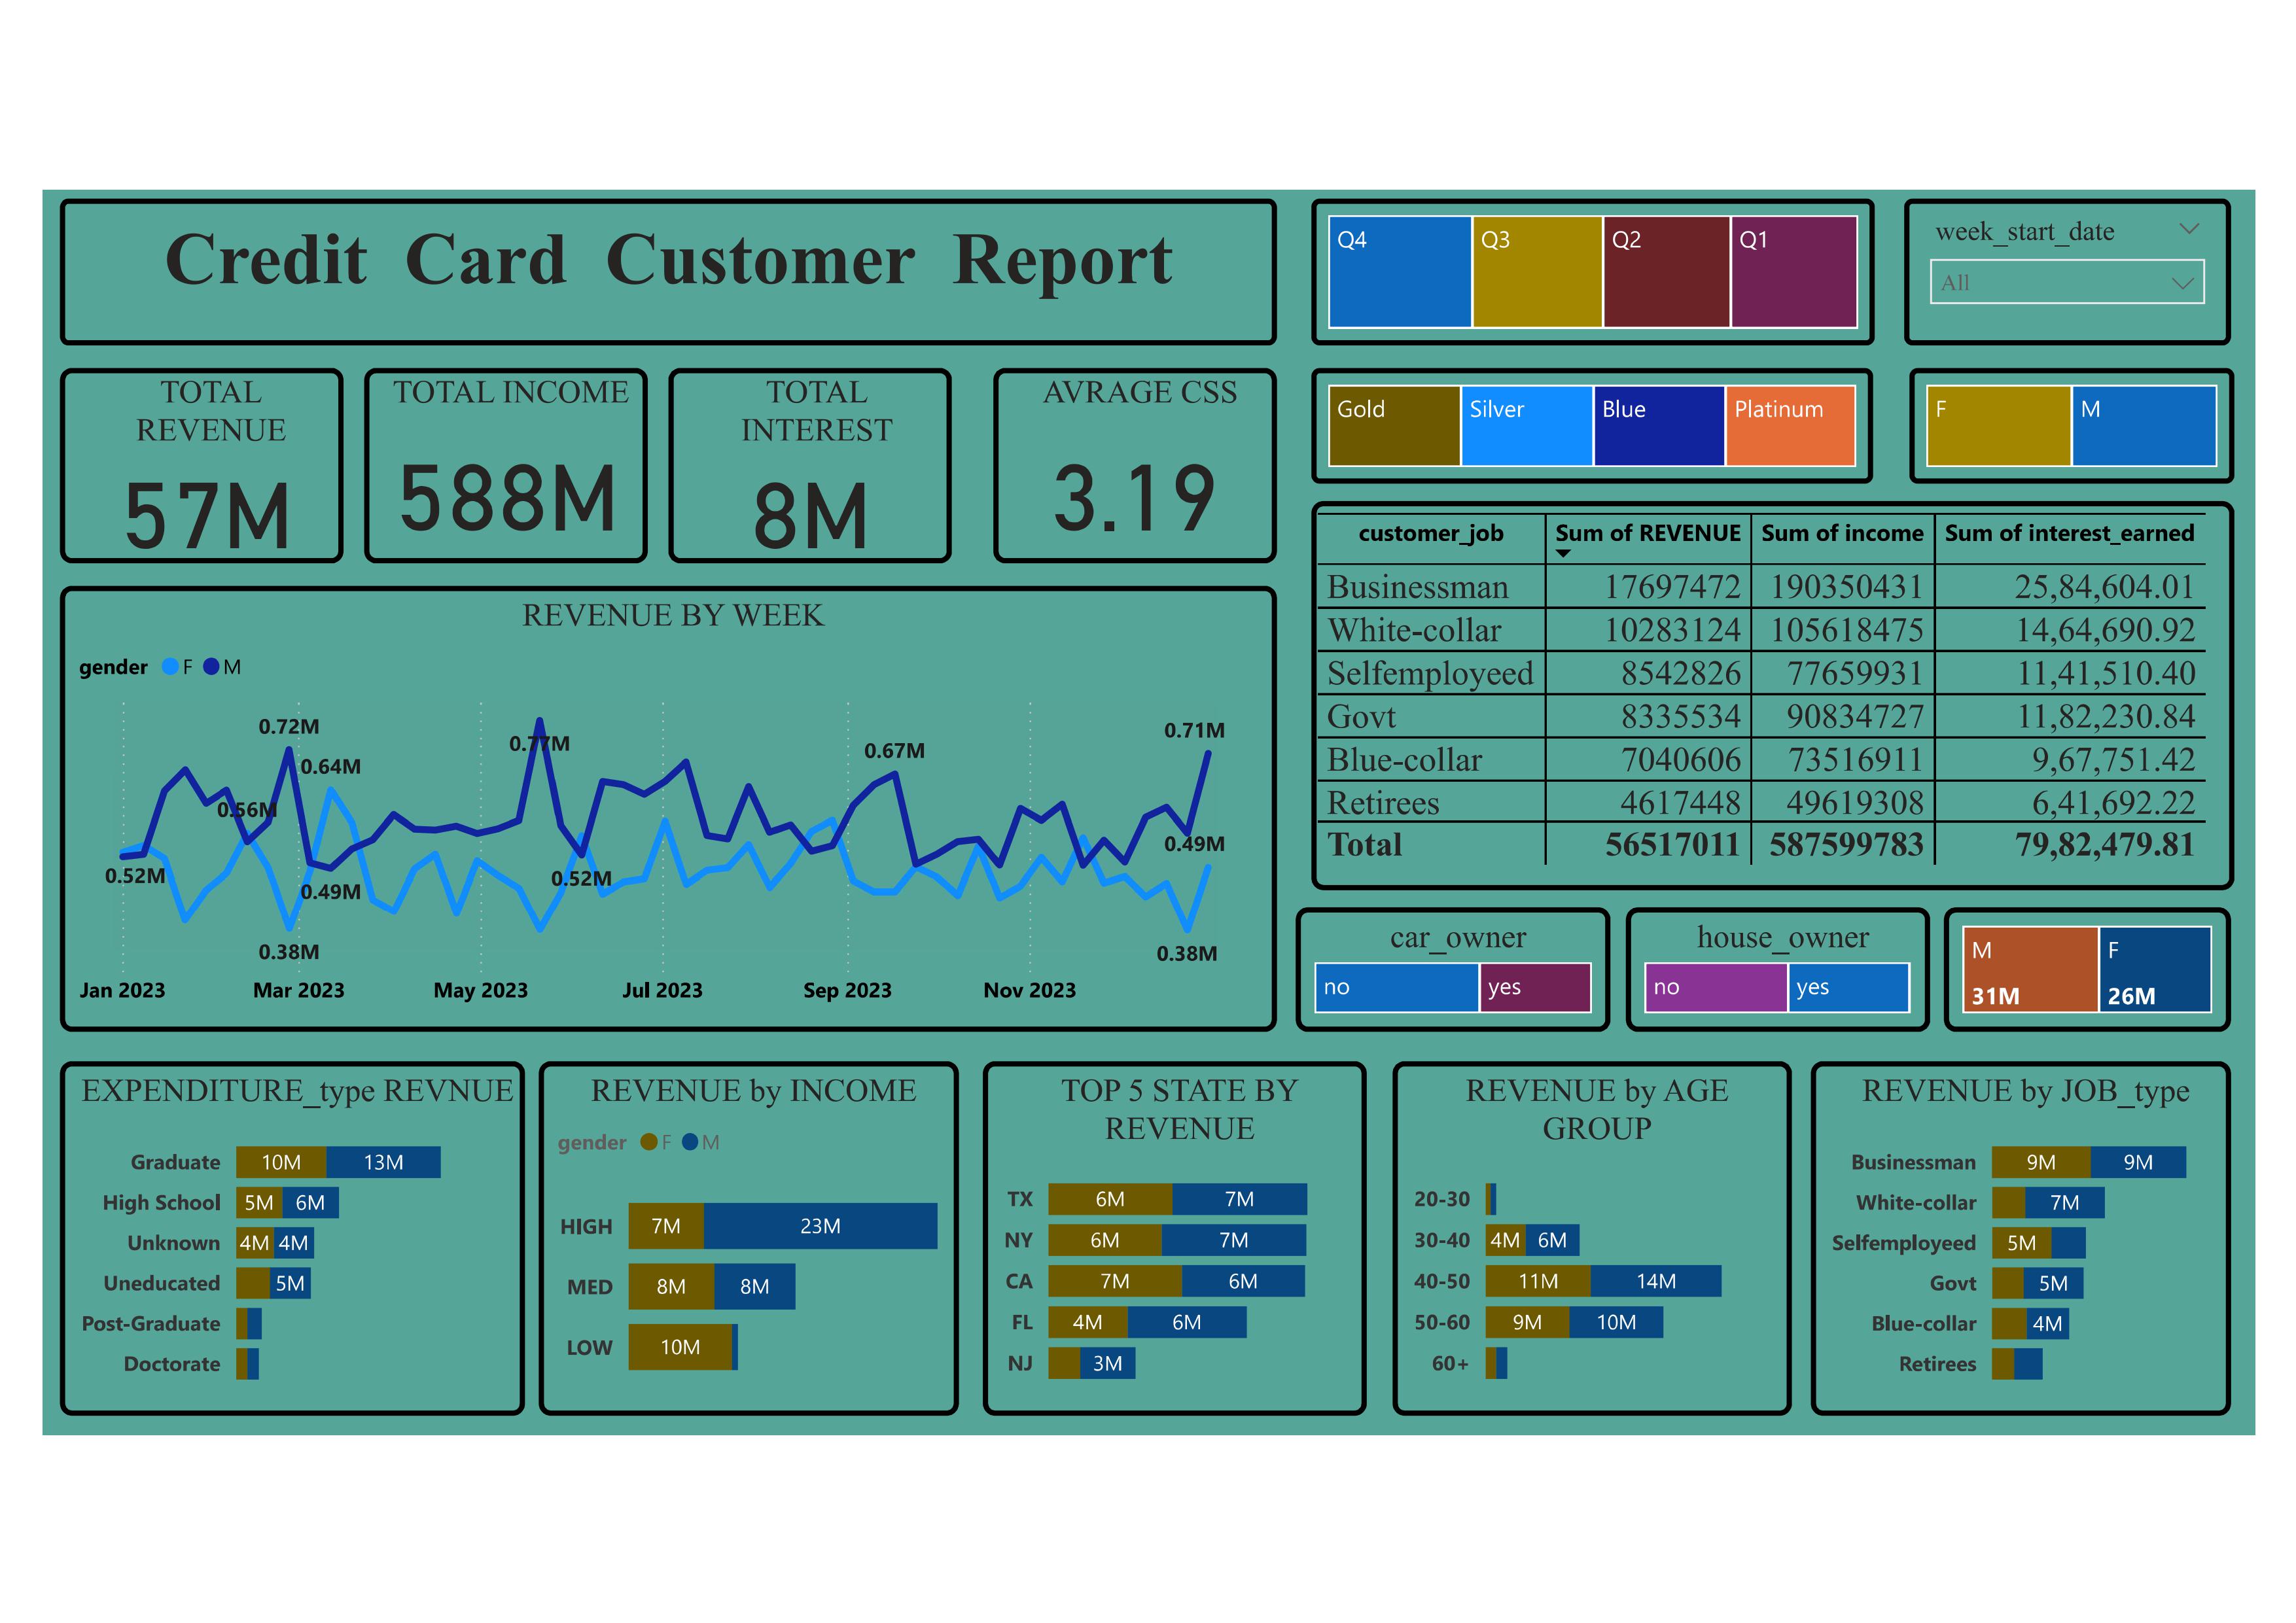 Credit Card Customer Report
Q4 Q3 Q2 Q1
week_start_date
All
TOTAL
REVENUE
57M
TOTAL INCOME
588M
TOTAL
INTEREST
8M
AVRAGE CSS
3.19
Gold Silver Blue Platinum
F M
customer_job Sum of REVENUE Sum of income Sum of interest_earned
Businessman 17697472 190350431 25,84,604.01
White-collar 10283124 105618475 14,64,690.92
Selfemployeed 8542826 77659931 11,41,510.40
Govt 8335534 90834727 11,82,230.84
Blue-collar 7040606 73516911 9,67,751.42
Retirees 4617448 49619308 6,41,692.22
Total 56517011 587599783 79,82,479.81
REVENUE BY WEEK
gender F M
0.72M
0.77M
0.67M
0.71M
0.64M
0.56M
0.49M
0.52M
0.49M
0.52M
0.38M
0.38M
Jan 2023 Mar 2023 May 2023 Jul 2023 Sep 2023 Nov 2023
car_owner
no yes
house_owner
no yes
M F
31M 26M
EXPENDITURE_type REVNUE
Graduate 10M 13M
High School 5M 6M
Unknown 4M 4M
Uneducated 5M
Post-Graduate
Doctorate
REVENUE by INCOME
gender F M
HIGH 7M 23M
MED 8M 8M
LOW 10M
TOP 5 STATE BY
REVENUE
TX 6M 7M
NY 6M 7M
CA 7M 6M
FL 4M 6M
NJ 3M
REVENUE by AGE
GROUP
20-30
30-40 4M 6M
40-50 11M 14M
50-60 9M 10M
60+
REVENUE by JOB_type
Businessman 9M 9M
White-collar 7M
Selfemployeed 5M
Govt 5M
Blue-collar 4M
Retirees